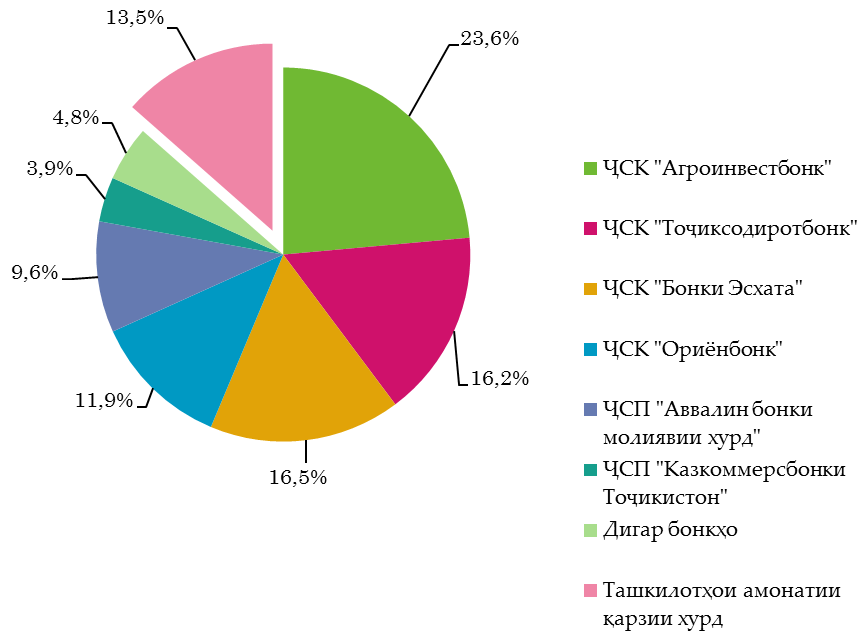 13,5%
23,6%
4,8%
3,9%
9,6%
11,9%
16,2%
16,5%
ҶСК "Агроинвестбонк"
ҶСК "Тоҷиксодиротбонк"
ҶСК "Бонки Эсхата"
ҶСК "Ориёнбонк"
ҶСП "Аввалин бонки
молиявии хурд"
ҶСП "Казкоммерсбонки
Тоҷикистон"
Дигар бонкҳо
Ташкилотҳои амонатии
қарзии хурд